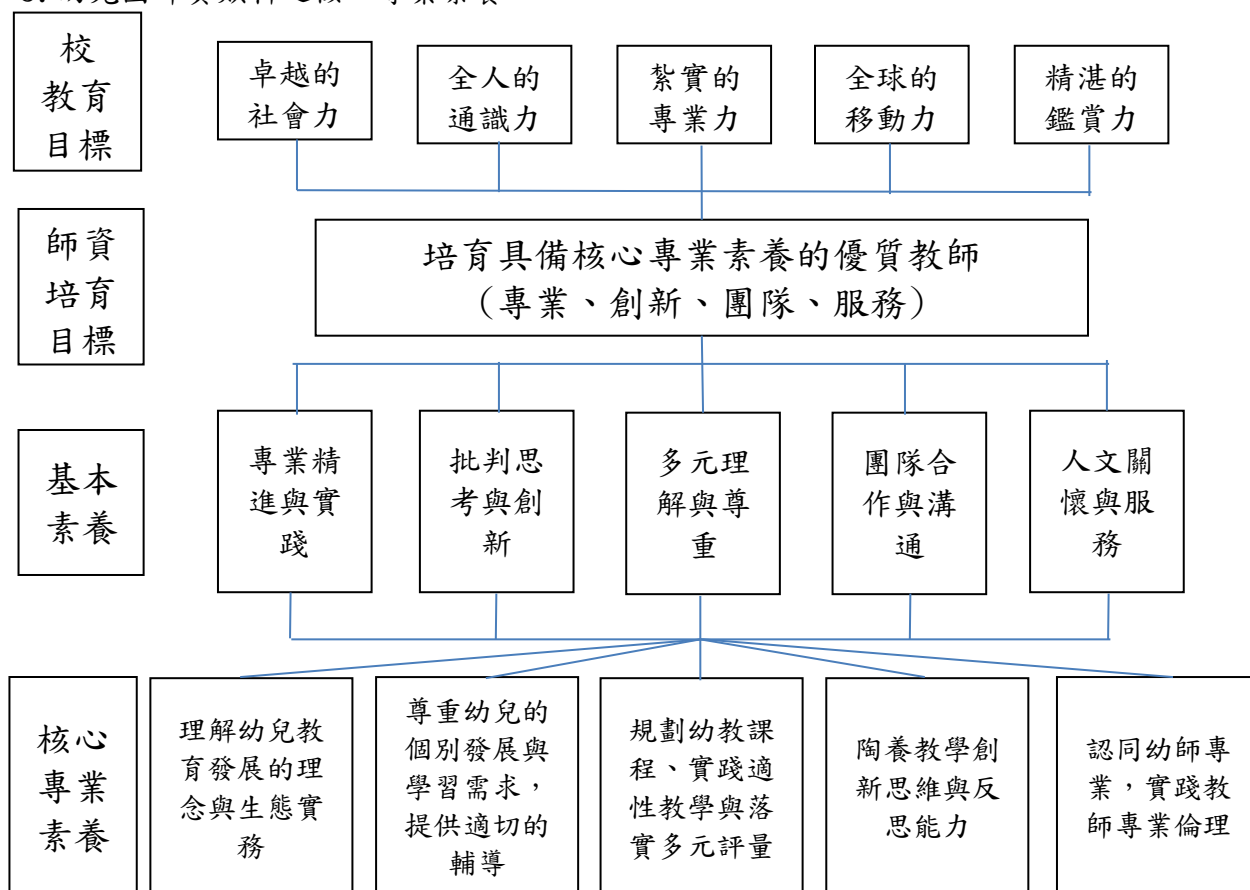 校
教育
目標
卓越的
社會力
全人的
通識力
紮實的
專業力
全球的
移動力
精湛的
鑑賞力
師資
培育
目標
培育具備核心專業素養的優質教師
（專業、創新、團隊、服務）
基本
素養
專業精
進與實
踐
批判思
考與創
新
多元理
解與尊
重
團隊合
作與溝
通
人文關
懷與服
務
核心
專業
素養
理解幼兒教
育發展的理
念與生態實
務
尊重幼兒的
個別發展與
學習需求，
提供適切的
輔導
規劃幼教課
程、實踐適
性教學與落
實多元評量
陶養教學創
新思維與反
思能力
認同幼師專
業，實踐教
師專業倫理